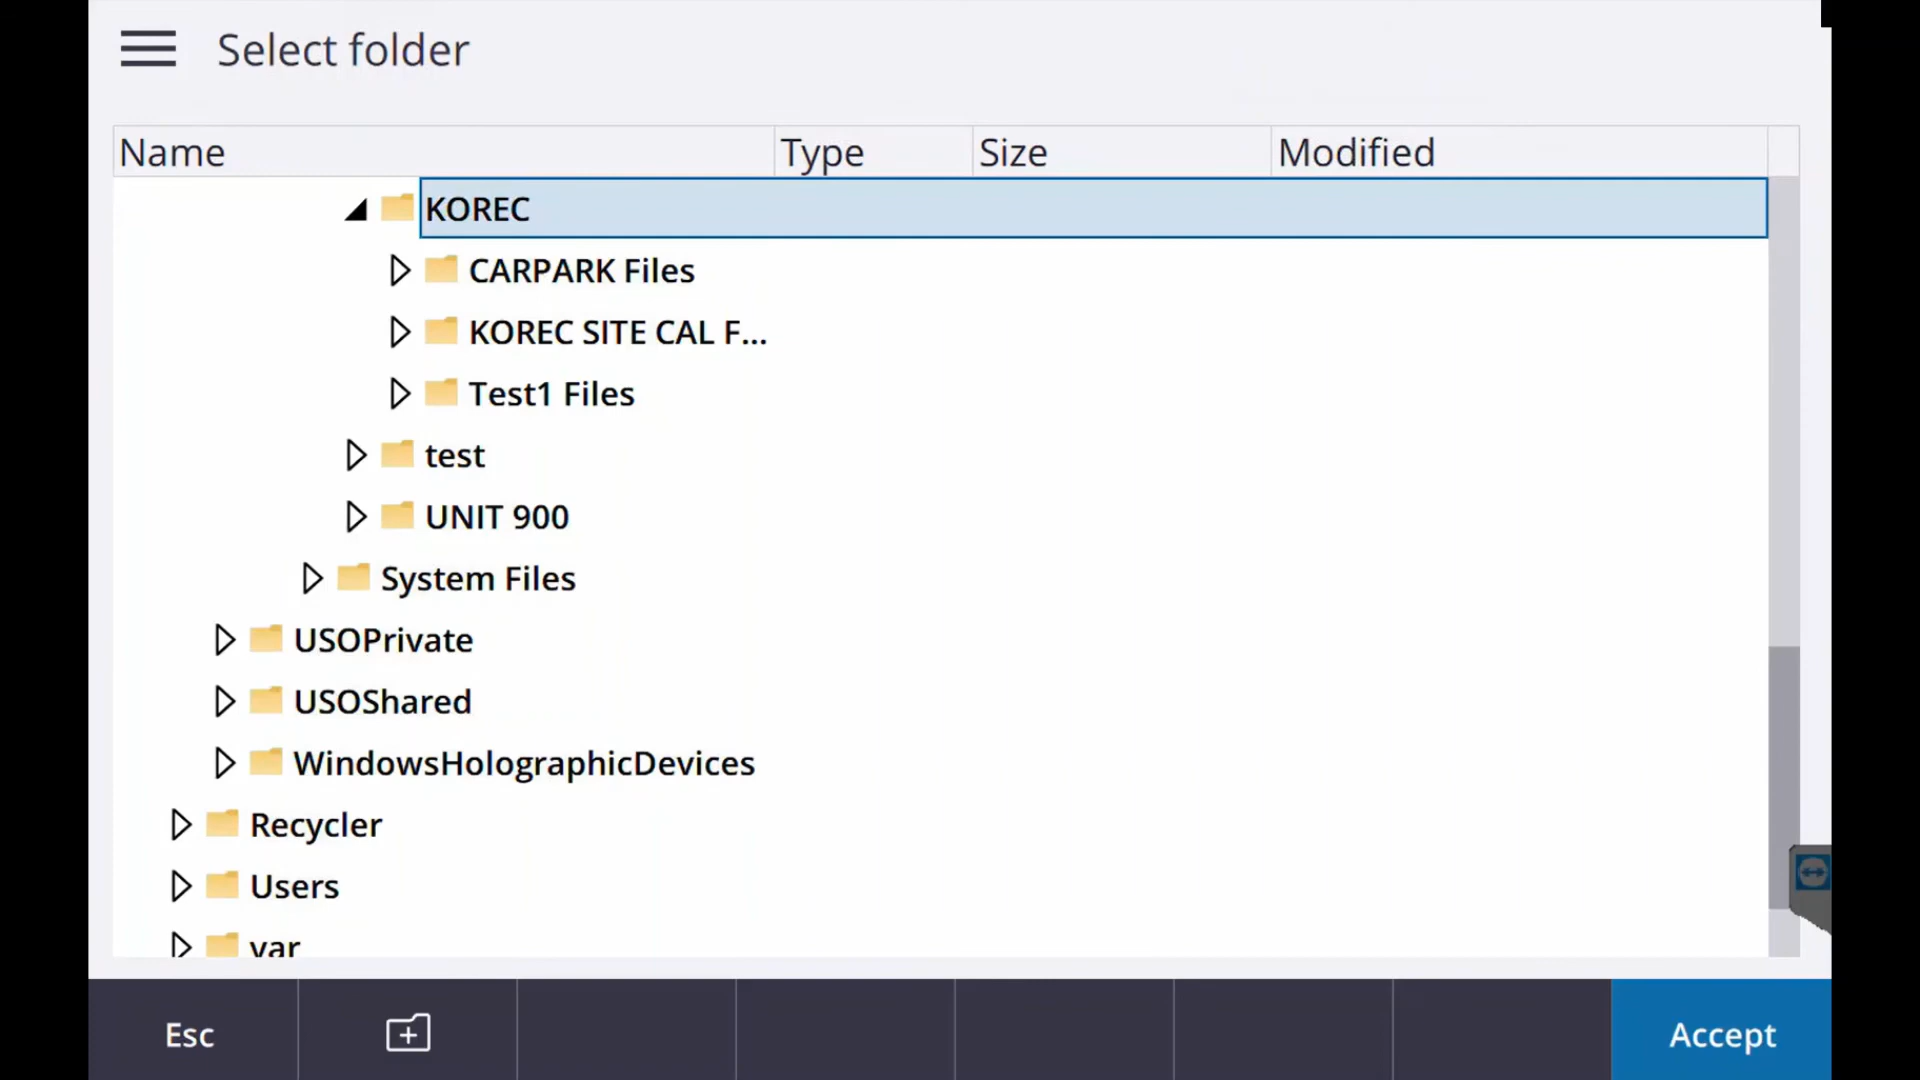 Select folder
Name Type Size Modified
KOREC
CARPARK Files
KOREC SITE CAL F...
Test1 Files
test
UNIT 900
System Files
USOPrivate
USOShared
WindowsHolographicDevices
Recycler
Users
var
Esc Accept